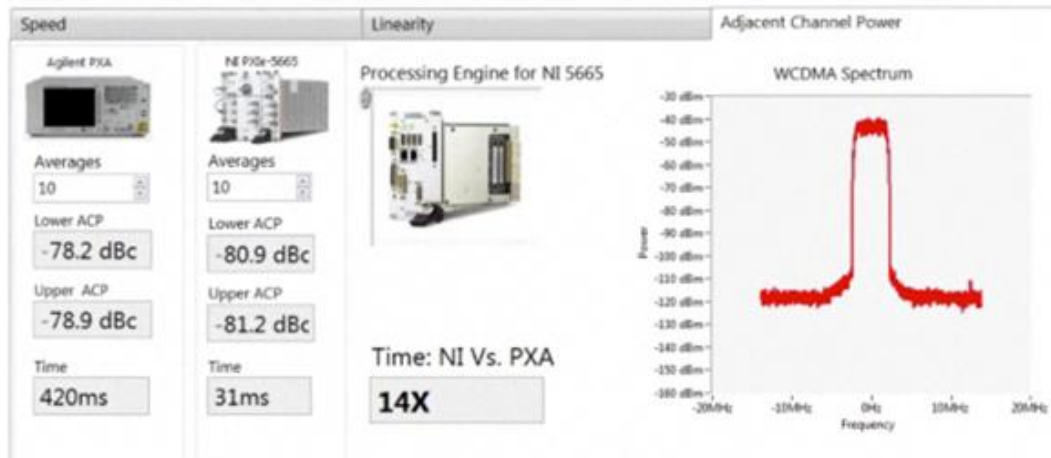 Speed
Linearity
Adjacent Channel Power
Agilent PXA
Averages
10
Lower ACP
-78.2 dBc
Upper ACP
-78.9 dBc
Time
420ms
NI PXIe-5665
Averages
10
Lower ACP
-80.9 dBc
Upper ACP
-81.2 dBc
Time
31ms
Processing Engine for NI 5665
Time: NI Vs. PXA
14X
WCDMA Spectrum
Power
-30 dBm
-40 dBm
-50 dBm
-60 dBm
-70 dBm
-80 dBm
-90 dBm
-100 dBm
-110 dBm
-120 dBm
-130 dBm
-140 dBm
-150 dBm
-160 dBm
-20MHz
-10MHz
0Hz
10MHz
20MHz
Frequency